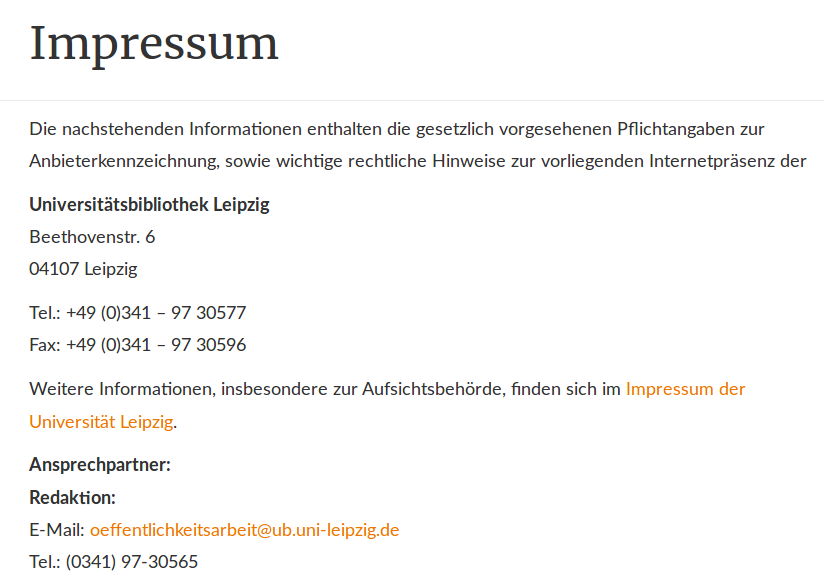 Impressum
Die nachstehenden Informationen enthalten die gesetzlich vorgesehenen Pflichtangaben zur
Anbieterkennzeichnung, sowie wichtige rechtliche Hinweise zur vorliegenden Internetpräsenz der
Universitätsbibliothek Leipzig
Beethovenstr. 6
04107 Leipzig
Tel.: +49 (0)341 – 97 30577
Fax: +49 (0)341 – 97 30596
Weitere Informationen, insbesondere zur Aufsichtsbehörde, finden sich im Impressum der
Universität Leipzig.
Ansprechpartner:
Redaktion:
E-Mail: oeffentlichkeitsarbeit@ub.uni-leipzig.de
Tel.: (0341) 97-30565